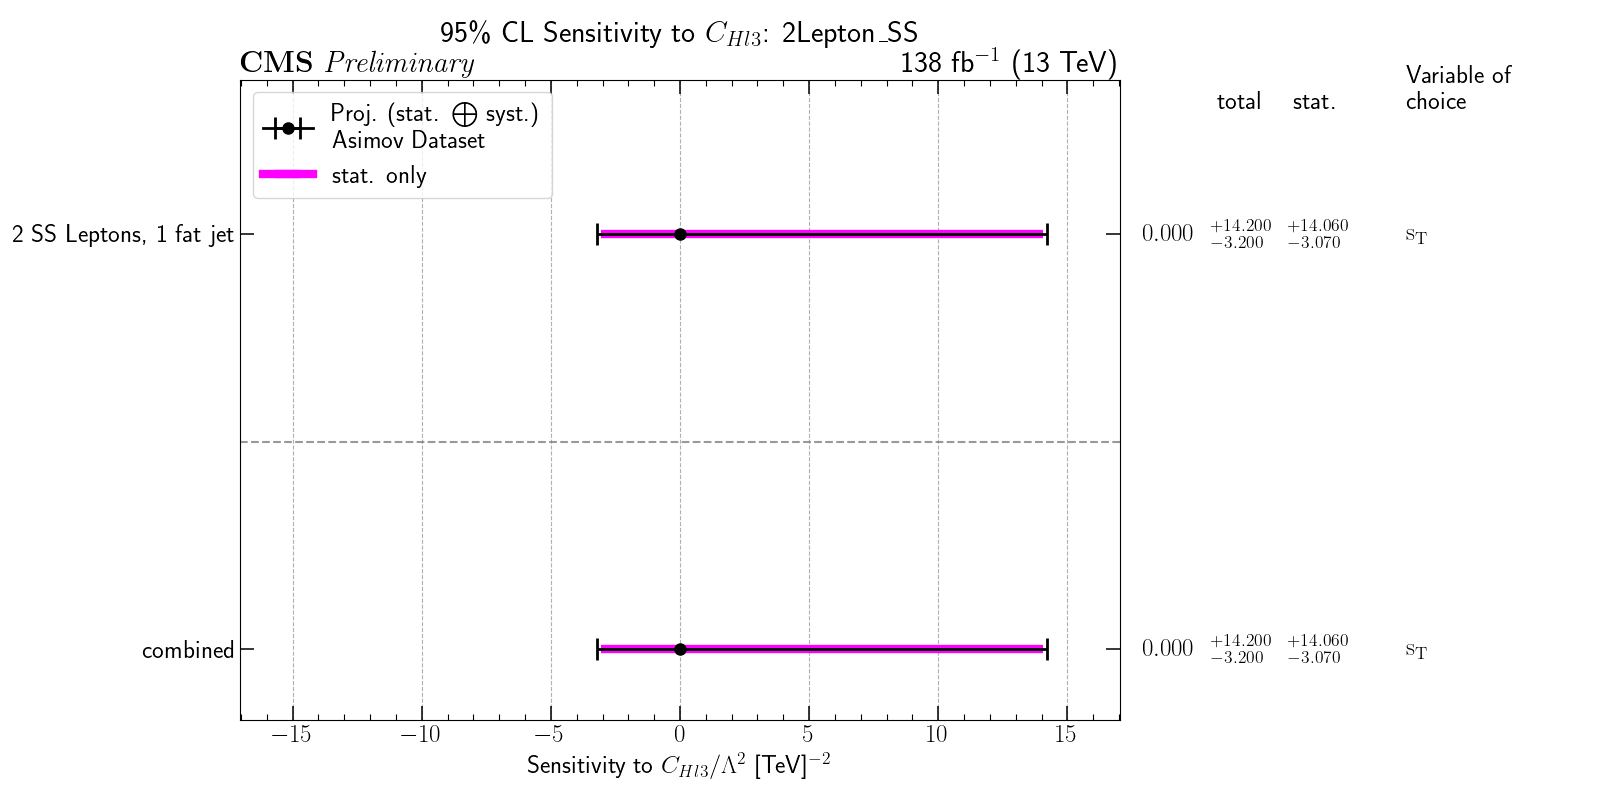 95% CL Sensitivity to C_{Hl3}: 2Lepton_SS
CMS Preliminary
138 fb^{-1} (13 TeV)
Variable of
choice
total stat.
Proj. (stat. ⨁ syst.)
Asimov Dataset
stat. only
2 SS Leptons, 1 fat jet
0.000 +14.200 +14.060 s_T
−3.200 −3.070
combined
0.000 +14.200 +14.060 s_T
−3.200 −3.070
−15 −10 −5 0 5 10 15
Sensitivity to C_{Hl3}/Λ^2 [TeV]^{−2}